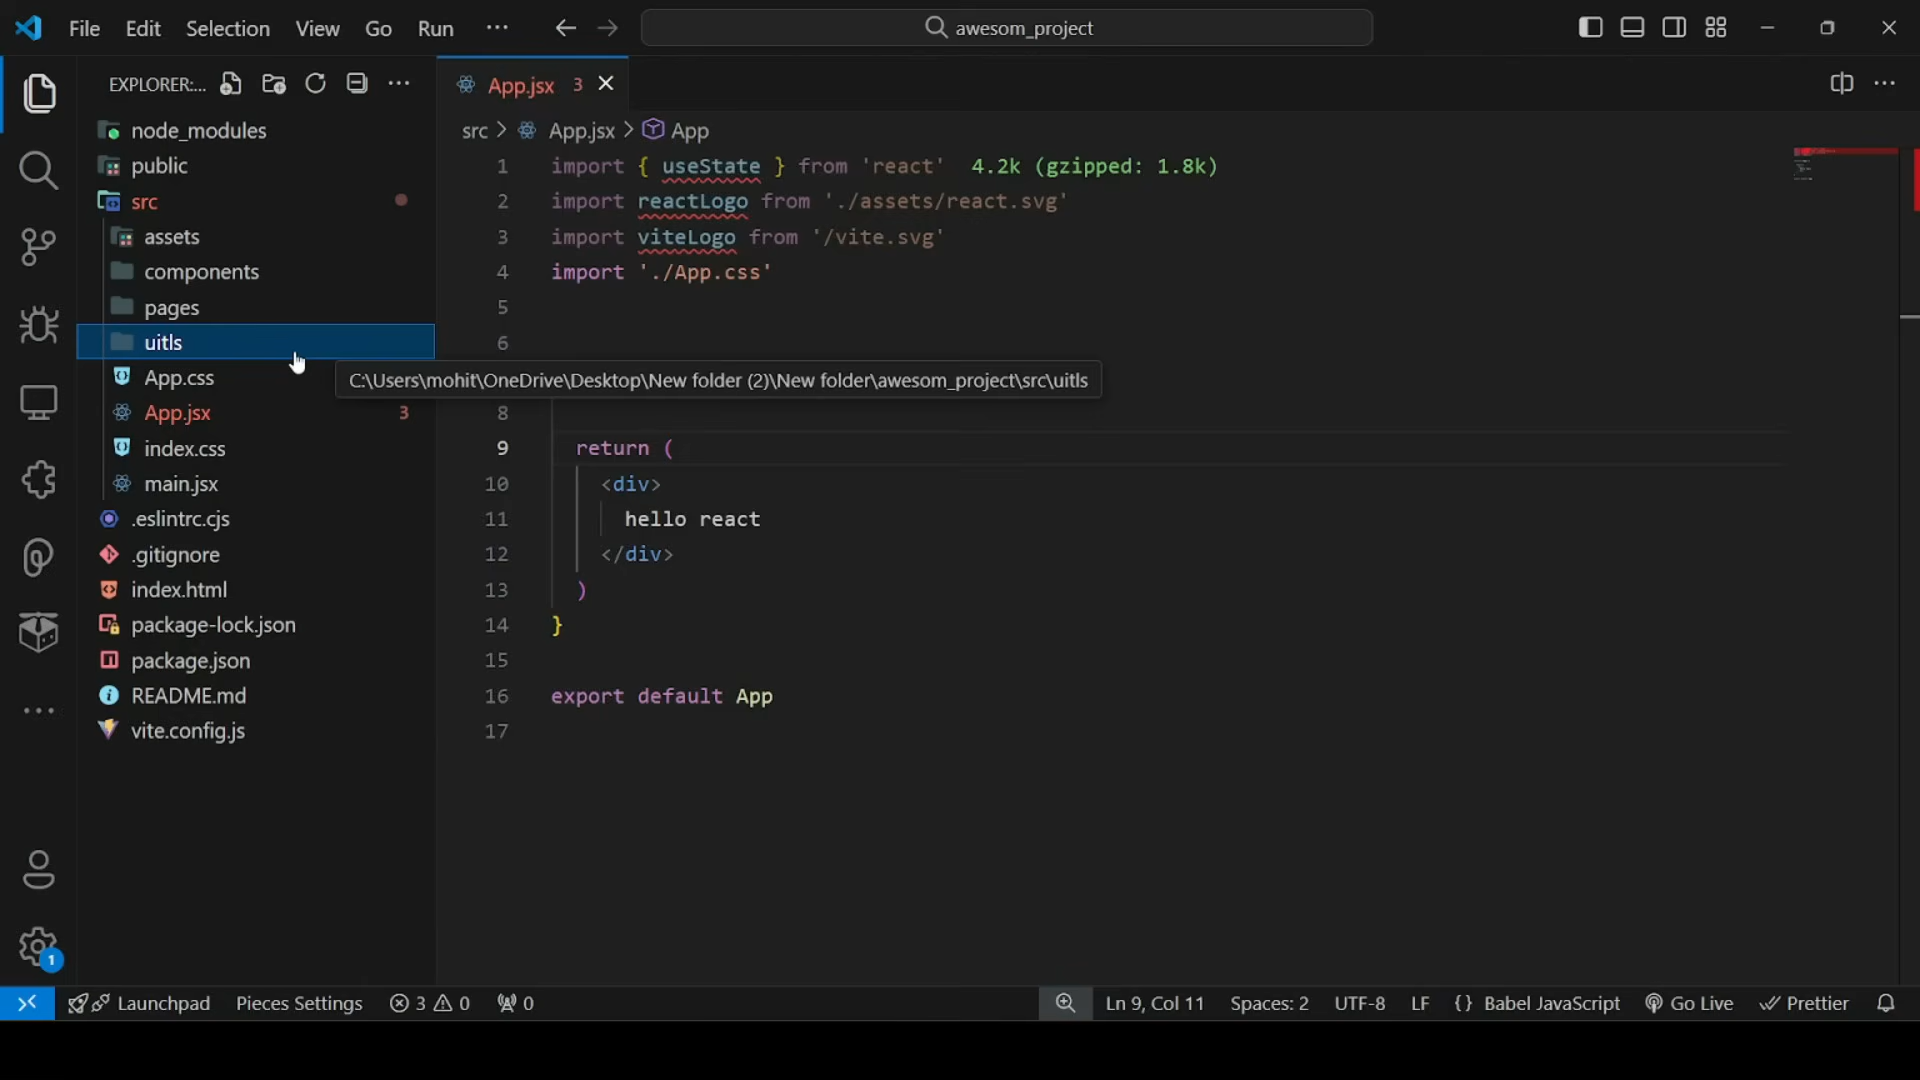 File Edit Selection View Go Run ··· awesom_project
EXPLORER:...
node_modules
public
src
assets
components
pages
uitls
App.css
App.jsx 3
index.css
main.jsx
.eslintrc.cjs
.gitignore
index.html
package-lock.json
package.json
README.md
vite.config.js
App.jsx 3
src > App.jsx > App
1 import { useState } from 'react' 4.2k (gzipped: 1.8k)
2 import reactLogo from './assets/react.svg'
3 import viteLogo from '/vite.svg'
4 import './App.css'
5
6
C:\Users\mohit\OneDrive\Desktop\New folder (2)\New folder\awesom_project\src\uitls
8
9 return (
10 <div>
11 hello react
12 </div>
13 )
14 }
15
16 export default App
17
1
Launchpad Pieces Settings 3 0 0 Ln 9, Col 11 Spaces: 2 UTF-8 LF {} Babel JavaScript Go Live Prettier